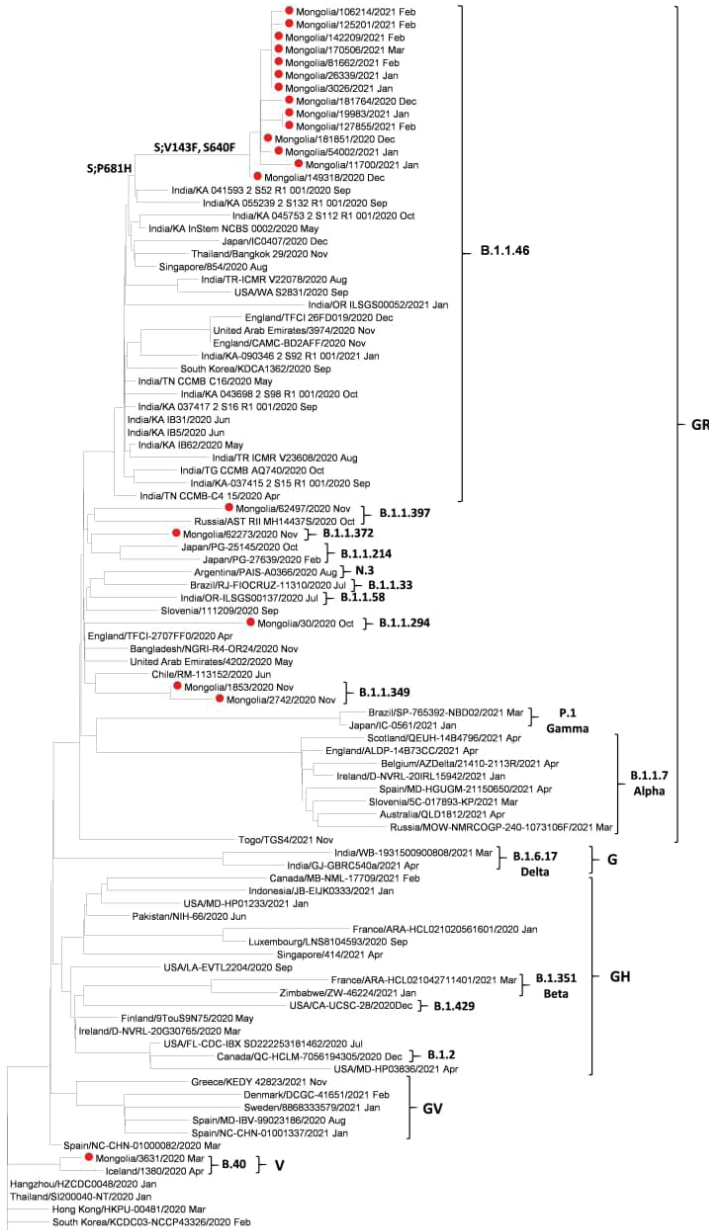 Mongolia/106214/2021 Feb
Mongolia/125201/2021 Feb
Mongolia/142209/2021 Feb
Mongolia/170506/2021 Mar
Mongolia/81662/2021 Feb
Mongolia/26339/2021 Jan
Mongolia/3026/2021 Jan
Mongolia/181764/2020 Dec
Mongolia/19983/2021 Jan
Mongolia/127855/2021 Feb
Mongolia/181851/2020 Dec
S;V143F, S640F
Mongolia/54002/2021 Jan
S;P681H
Mongolia/11700/2021 Jan
Mongolia/149318/2020 Dec
India/KA 041593 2 S52 R1 001/2020 Sep
India/KA 055239 2 S132 R1 001/2020 Sep
India/KA 045753 2 S112 R1 001/2020 Oct
India/KA InStem NCBS 0002/2020 May
Japan/IC0407/2020 Dec
B.1.1.46
Thailand/Bangkok 29/2020 Nov
Singapore/854/2020 Aug
India/TR-ICMR V22078/2020 Aug
USA/WA S2831/2020 Sep
India/OR ILSGS00052/2021 Jan
England/TFCI 26FD019/2020 Dec
United Arab Emirates/3974/2020 Nov
England/CAMC-BD2AFF/2020 Nov
India/KA-090346 2 S92 R1 001/2021 Jan
South Korea/KDCA1362/2020 Sep
India/TN CCMB C16/2020 May
India/KA 043698 2 S98 R1 001/2020 Oct
India/KA 037417 2 S16 R1 001/2020 Sep
India/KA IB31/2020 Jun
GR
India/KA IB5/2020 Jun
India/KA IB62/2020 May
India/TR ICMR V23608/2020 Aug
India/TG CCMB AQ740/2020 Oct
India/KA-037415 2 S15 R1 001/2020 Sep
India/TN CCMB-C4 15/2020 Apr
Mongolia/62497/2020 Nov
B.1.1.397
Russia/AST RII MH14437S/2020 Oct
Mongolia/62273/2020 Nov
B.1.1.372
Japan/PG-25145/2020 Oct
B.1.1.214
Japan/PG-27639/2020 Feb
Argentina/PAIS-A0366/2020 Aug
N.3
Brazil/RJ-FIOCRUZ-11310/2020 Jul
B.1.1.33
India/OR-ILSGS00137/2020 Jul
B.1.1.58
Slovenia/111209/2020 Sep
Mongolia/30/2020 Oct
B.1.1.294
England/TFCI-2707FF0/2020 Apr
Bangladesh/NGRI-R4-OR24/2020 Nov
United Arab Emirates/4202/2020 May
Chile/RM-113152/2020 Jun
Mongolia/1853/2020 Nov
B.1.1.349
Mongolia/2742/2020 Nov
Brazil/SP-765392-NBD02/2021 Mar
P.1
Japan/IC-0561/2021 Jan
Gamma
Scotland/QEUH-14B4796/2021 Apr
England/ALDP-14B73CC/2021 Apr
Belgium/AZDelta/21410-2113R/2021 Apr
Ireland/D-NVRL-20IRL15942/2021 Jan
B.1.1.7
Spain/MD-HGUGM-21150650/2021 Apr
Alpha
Slovenia/5C-017893-KP/2021 Mar
Australia/QLD1812/2021 Apr
Russia/MOW-NMRCOGP-240-1073106F/2021 Mar
Togo/TGS4/2021 Nov
India/WB-1931500900808/2021 Mar
B.1.6.17
G
India/GJ-GBRC540a/2021 Apr
Delta
Canada/MB-NML-17709/2021 Feb
Indonesia/JB-EIJK0333/2021 Jan
USA/MD-HP01233/2021 Jan
Pakistan/NIH-66/2020 Jun
France/ARA-HCL021020561601/2020 Jan
Luxembourg/LNS8104593/2020 Sep
Singapore/414/2021 Apr
USA/LA-EVTL2204/2020 Sep
GH
France/ARA-HCL021042711401/2021 Mar
B.1.351
Zimbabwe/ZW-46224/2021 Jan
Beta
USA/CA-UCSC-28/2020Dec
B.1.429
Finland/9TouS9N75/2020 May
Ireland/D-NVRL-20G30765/2020 Mar
USA/FL-CDC-IBX SD222253181462/2020 Jul
Canada/QC-HCLM-7056194305/2020 Dec
B.1.2
USA/MD-HP03836/2021 Apr
Greece/KEDY 42823/2021 Nov
Denmark/DCGC-41651/2021 Feb
Sweden/8868333579/2021 Jan
GV
Spain/MD-IBV-99023186/2020 Aug
Spain/NC-CHN-01001337/2021 Jan
Spain/NC-CHN-01000082/2020 Mar
Mongolia/3631/2020 Mar
B.40
V
Iceland/1360/2020 Apr
Hangzhou/HZCDC0048/2020 Jan
Thailand/SI200040-NT/2020 Jan
Hong Kong/HKPU-00481/2020 Mar
South Korea/KCDC03-NCCP43326/2020 Feb